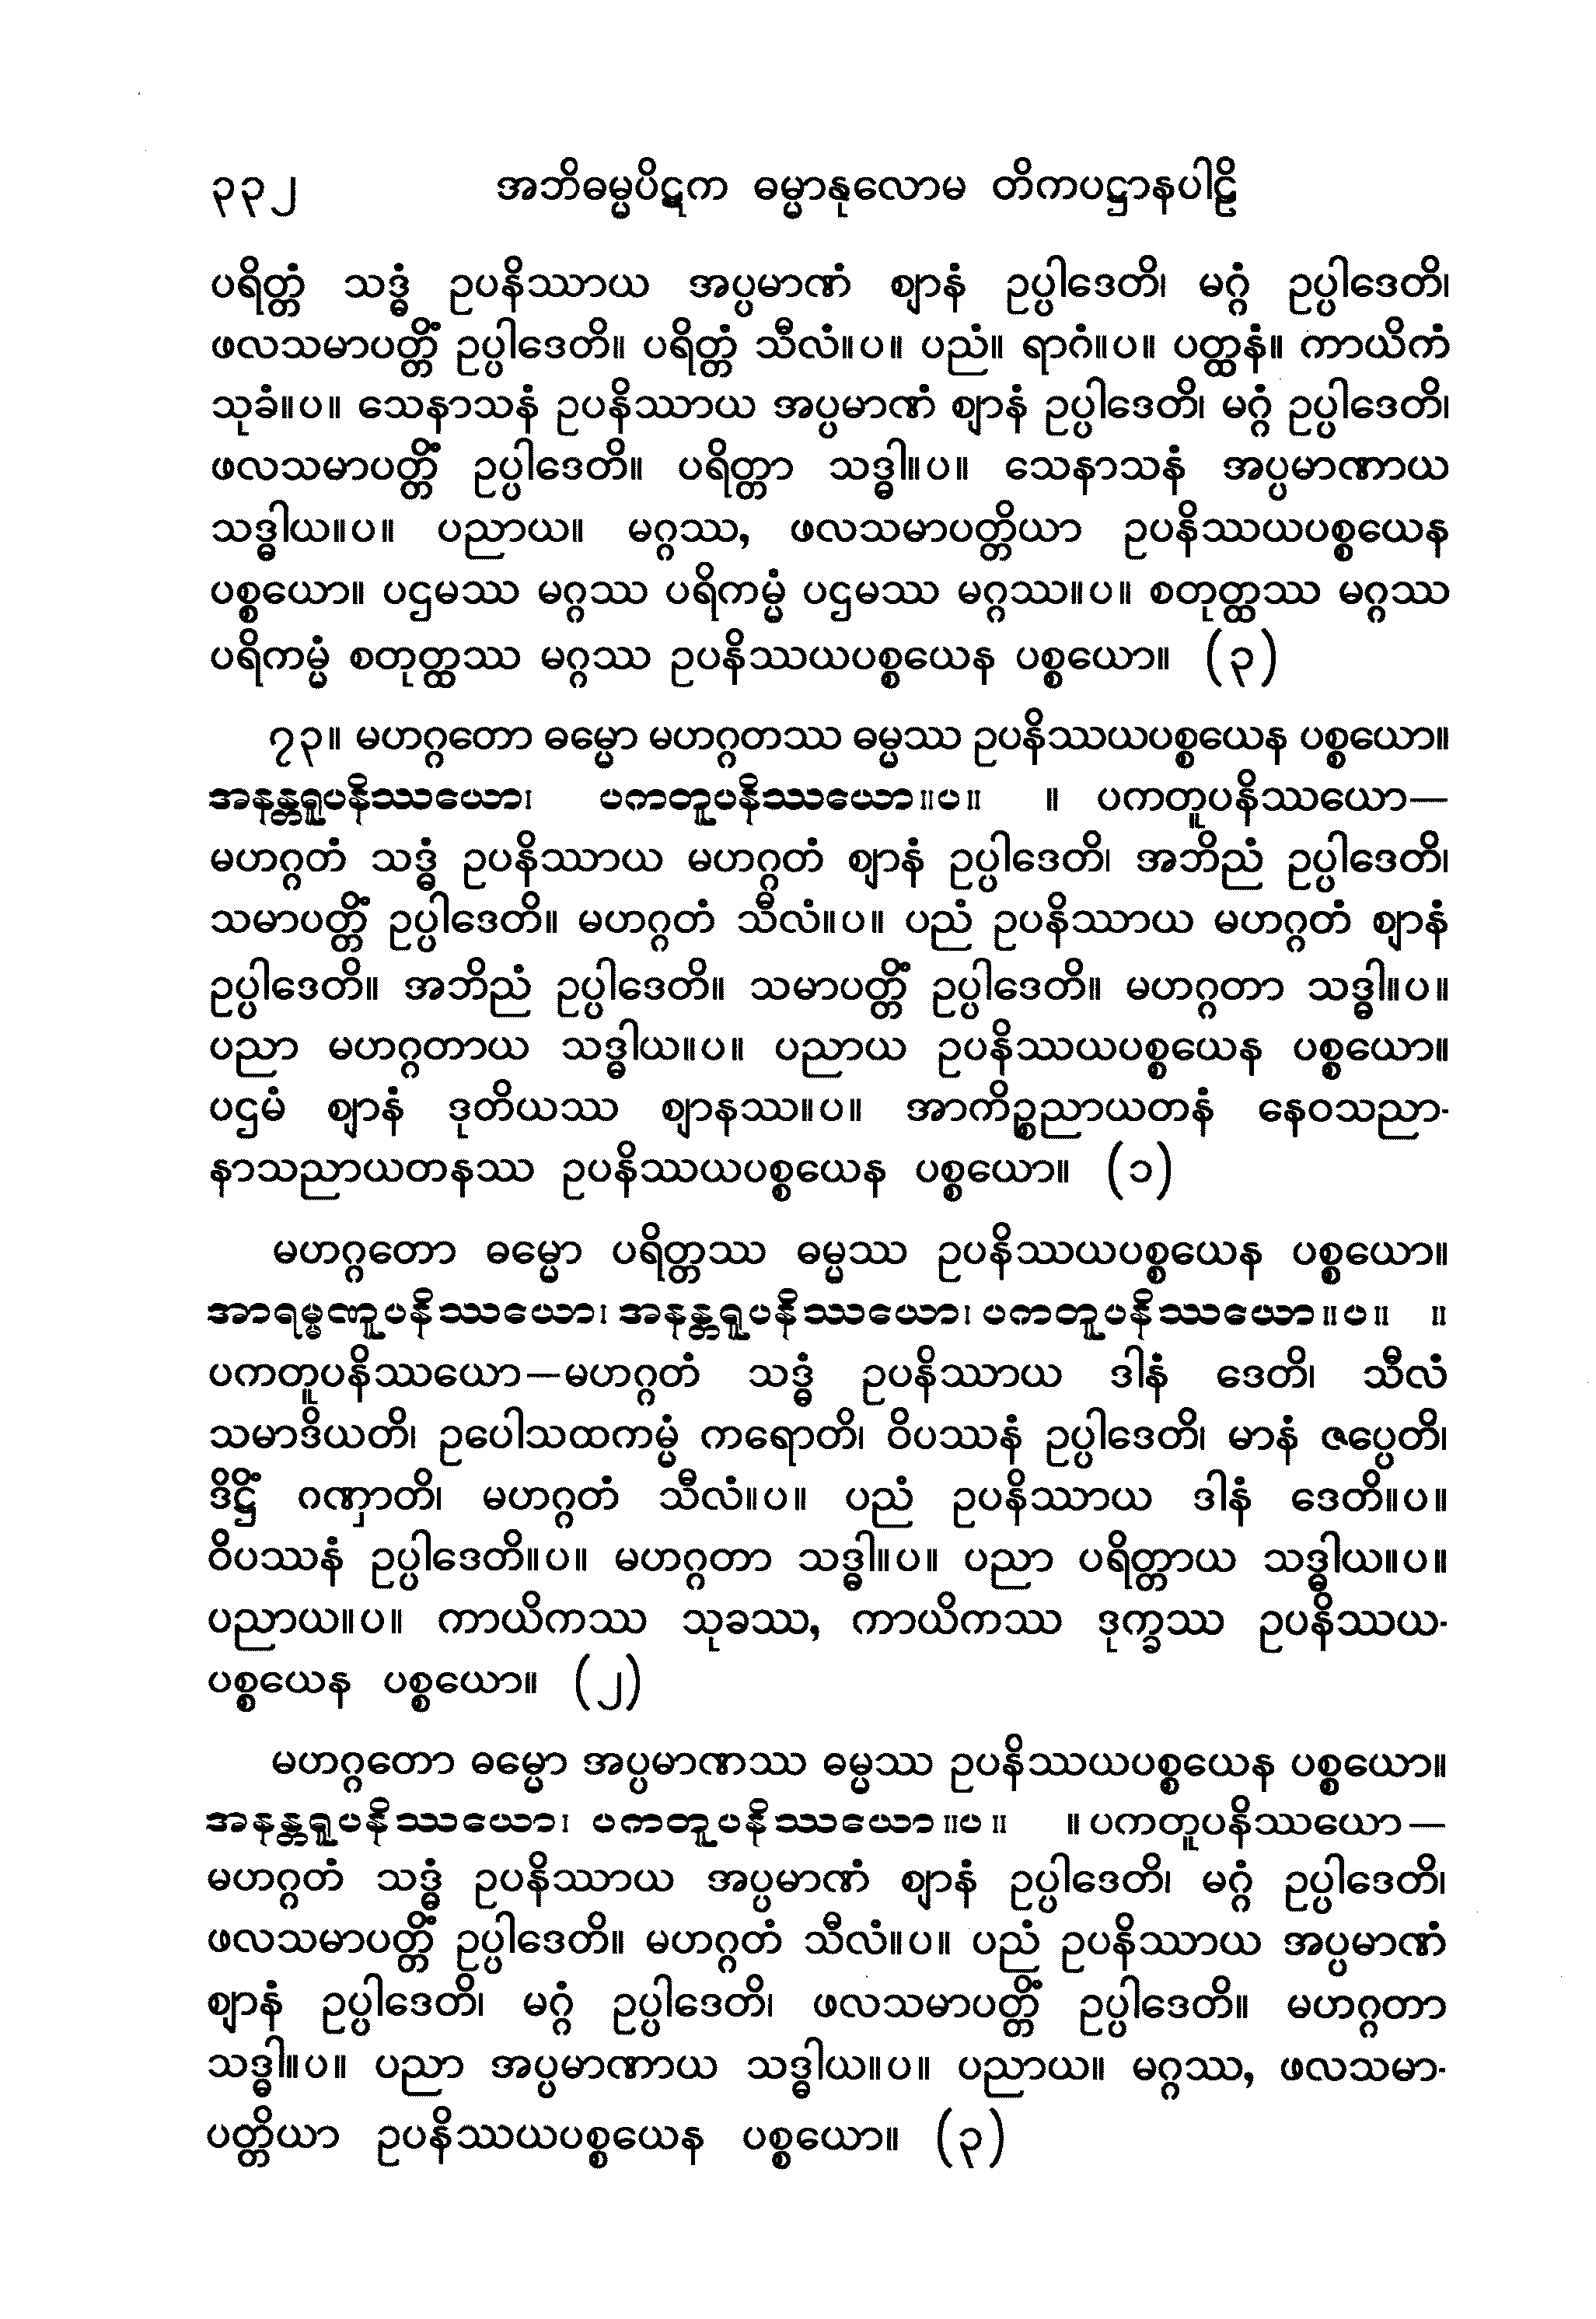 ၃၃၂ အဘိဓမ္မပိဋက ဓမ္မာနုလောမ တိကပဋ္ဌာနပါဠိ
ပရိတ္တံ သဒ္ဓံ ဥပနိဿာယ အပ္ပမာဏံ ဈာနံ ဥပ္ပါဒေတိ၊ မဂ္ဂံ ဥပ္ပါဒေတိ၊
ဖလသမာပတ္တိံ ဥပ္ပါဒေတိ။ ပရိတ္တံ သီလံ။ပ။ ပညံ။ ရာဂံ။ပ။ ပတ္ထနံ။ ကာယိကံ
သုခံ။ပ။ သေနာသနံ ဥပနိဿာယ အပ္ပမာဏံ ဈာနံ ဥပ္ပါဒေတိ၊ မဂ္ဂံ ဥပ္ပါဒေတိ၊
ဖလသမာပတ္တိံ ဥပ္ပါဒေတိ။ ပရိတ္တာ သဒ္ဓါ။ပ။ သေနာသနံ အပ္ပမာဏာယ
သဒ္ဓါယ။ပ။ ပညာယ။ မဂ္ဂဿ, ဖလသမာပတ္တိယာ ဥပနိဿယပစ္စယေန
ပစ္စယော။ ပဌမဿ မဂ္ဂဿ ပရိကမ္မံ ပဌမဿ မဂ္ဂဿ။ပ။ စတုတ္ထဿ မဂ္ဂဿ
ပရိကမ္မံ စတုတ္ထဿ မဂ္ဂဿ ဥပနိဿယပစ္စယေန ပစ္စယော။ (၃)
၇၃။ မဟဂ္ဂတော ဓမ္မော မဟဂ္ဂတဿ ဓမ္မဿ ဥပနိဿယပစ္စယေန ပစ္စယော။
အနန္တရူပနိဿယော၊ ပကတူပနိဿယော။ပ။ ။ ပကတူပနိဿယော—
မဟဂ္ဂတံ သဒ္ဓံ ဥပနိဿာယ မဟဂ္ဂတံ ဈာနံ ဥပ္ပါဒေတိ၊ အဘိညံ ဥပ္ပါဒေတိ၊
သမာပတ္တိံ ဥပ္ပါဒေတိ။ မဟဂ္ဂတံ သီလံ။ပ။ ပညံ ဥပနိဿာယ မဟဂ္ဂတံ ဈာနံ
ဥပ္ပါဒေတိ။ အဘိညံ ဥပ္ပါဒေတိ။ သမာပတ္တိံ ဥပ္ပါဒေတိ။ မဟဂ္ဂတာ သဒ္ဓါ။ပ။
ပညာ မဟဂ္ဂတာယ သဒ္ဓါယ။ပ။ ပညာယ ဥပနိဿယပစ္စယေန ပစ္စယော။
ပဌမံ ဈာနံ ဒုတိယဿ ဈာနဿ။ပ။ အာကိဉ္စညာယတနံ နေဝသညာ-
နာသညာယတနဿ ဥပနိဿယပစ္စယေန ပစ္စယော။ (၁)
မဟဂ္ဂတော ဓမ္မော ပရိတ္တဿ ဓမ္မဿ ဥပနိဿယပစ္စယေန ပစ္စယော။
အာရမ္မဏူပနိဿယော၊ အနန္တရူပနိဿယော၊ ပကတူပနိဿယော။ပ။ ။
ပကတူပနိဿယော—မဟဂ္ဂတံ သဒ္ဓံ ဥပနိဿာယ ဒါနံ ဒေတိ၊ သီလံ
သမာဒိယတိ၊ ဥပေါသထကမ္မံ ကရောတိ၊ ဝိပဿနံ ဥပ္ပါဒေတိ၊ မာနံ ဇပ္ပေတိ၊
ဒိဋ္ဌိံ ဂဏှာတိ၊ မဟဂ္ဂတံ သီလံ။ပ။ ပညံ ဥပနိဿာယ ဒါနံ ဒေတိ။ပ။
ဝိပဿနံ ဥပ္ပါဒေတိ။ပ။ မဟဂ္ဂတာ သဒ္ဓါ။ပ။ ပညာ ပရိတ္တာယ သဒ္ဓါယ။ပ။
ပညာယ။ပ။ ကာယိကဿ သုခဿ, ကာယိကဿ ဒုက္ခဿ ဥပနိဿယ-
ပစ္စယေန ပစ္စယော။ (၂)
မဟဂ္ဂတော ဓမ္မော အပ္ပမာဏဿ ဓမ္မဿ ဥပနိဿယပစ္စယေန ပစ္စယော။
အနန္တရူပနိဿယော၊ ပကတူပနိဿယော။ပ။ ။ ပကတူပနိဿယော—
မဟဂ္ဂတံ သဒ္ဓံ ဥပနိဿာယ အပ္ပမာဏံ ဈာနံ ဥပ္ပါဒေတိ၊ မဂ္ဂံ ဥပ္ပါဒေတိ၊
ဖလသမာပတ္တိံ ဥပ္ပါဒေတိ။ မဟဂ္ဂတံ သီလံ။ပ။ ပညံ ဥပနိဿာယ အပ္ပမာဏံ
ဈာနံ ဥပ္ပါဒေတိ၊ မဂ္ဂံ ဥပ္ပါဒေတိ၊ ဖလသမာပတ္တိံ ဥပ္ပါဒေတိ။ မဟဂ္ဂတာ
သဒ္ဓါ။ပ။ ပညာ အပ္ပမာဏာယ သဒ္ဓါယ။ပ။ ပညာယ။ မဂ္ဂဿ, ဖလသမာ-
ပတ္တိယာ ဥပနိဿယပစ္စယေန ပစ္စယော။ (၃)